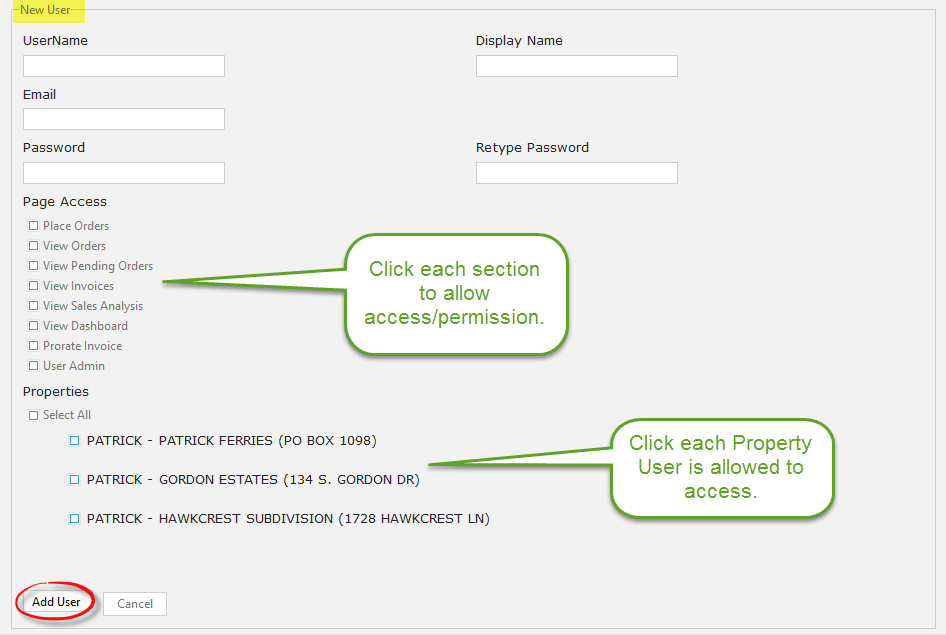 New User
UserName
Display Name
Email
Password
Retype Password
Page Access
Place Orders
View Orders
View Pending Orders
View Invoices
View Sales Analysis
View Dashboard
Prorate Invoice
User Admin
Click each section
to allow
access/permission.
Properties
Select All
PATRICK - PATRICK FERRIES (PO BOX 1098)
PATRICK - GORDON ESTATES (134 S. GORDON DR)
PATRICK - HAWKCREST SUBDIVISION (1728 HAWKCREST LN)
Click each Property
User is allowed to
access.
Add User
Cancel